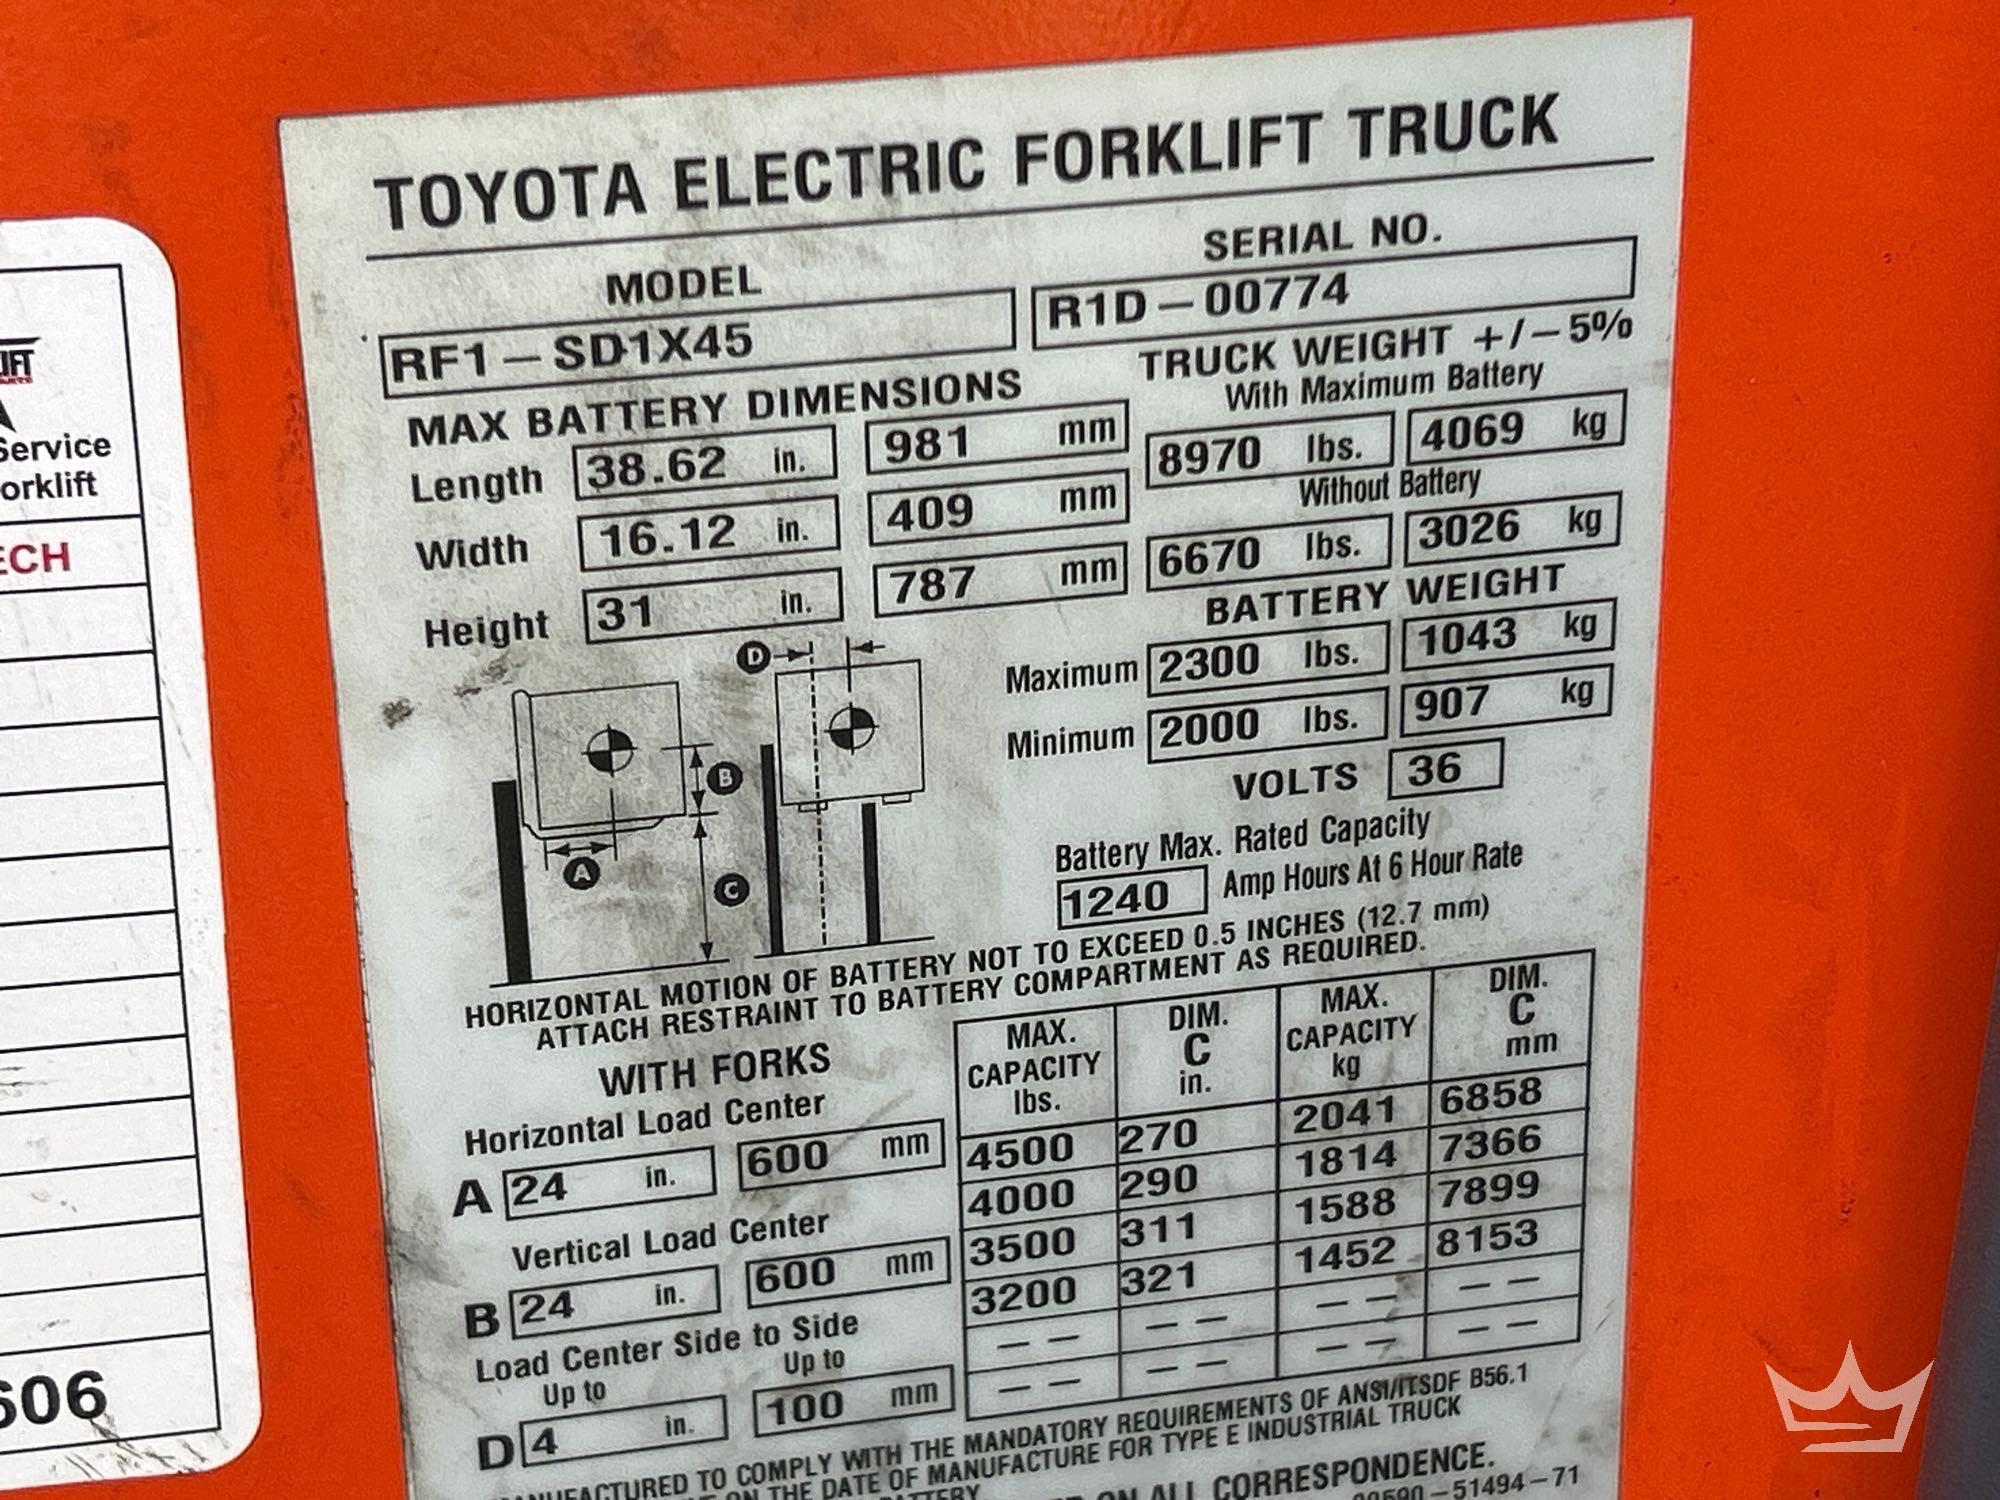 TOYOTA ELECTRIC FORKLIFT TRUCK
MODEL
SERIAL NO.
RF1-SD1X45
R1D-00774
MAX BATTERY DIMENSIONS
TRUCK WEIGHT +/-5%
With Maximum Battery
Length 38.62 in. 981 mm
8970 lbs. 4069 kg
Without Battery
Width 16.12 in. 409 mm
6670 lbs. 3026 kg
Height 31 in. 787 mm
BATTERY WEIGHT
Maximum 2300 lbs. 1043 kg
Minimum 2000 lbs. 907 kg
VOLTS 36
D
B
A
C
Battery Max. Rated Capacity
1240 Amp Hours At 6 Hour Rate
HORIZONTAL MOTION OF BATTERY NOT TO EXCEED 0.5 INCHES (12.7 mm)
ATTACH RESTRAINT TO BATTERY COMPARTMENT AS REQUIRED.
WITH FORKS
Horizontal Load Center
A 24 in. 600 mm
Vertical Load Center
B 24 in. 600 mm
Load Center Side to Side
Up to Up to
D 4 in. 100 mm
MAX. CAPACITY lbs. DIM. C in. MAX. CAPACITY kg DIM. C mm
4500 270 2041 6858
4000 290 1814 7366
3500 311 1588 7899
3200 321 1452 8153
-- -- -- --
-- -- -- --
TO COMPLY WITH THE MANDATORY REQUIREMENTS OF ANSI/ITSDF B56.1
ON THE DATE OF MANUFACTURE FOR TYPE E INDUSTRIAL TRUCK
ON ALL CORRESPONDENCE.
-51494-71
Service
ECH
606